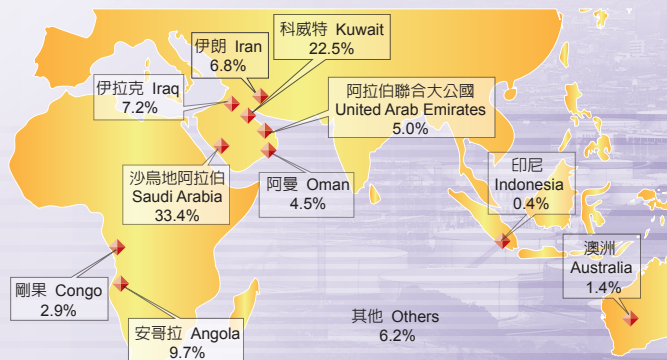 科威特 Kuwait
22.5%
伊朗 Iran
6.8%
伊拉克 Iraq
7.2%
阿拉伯聯合大公國
United Arab Emirates
5.0%
沙烏地阿拉伯
Saudi Arabia
33.4%
阿曼 Oman
4.5%
印尼
Indonesia
0.4%
澳洲
Australia
1.4%
剛果 Congo
2.9%
安哥拉 Angola
9.7%
其他 Others
6.2%